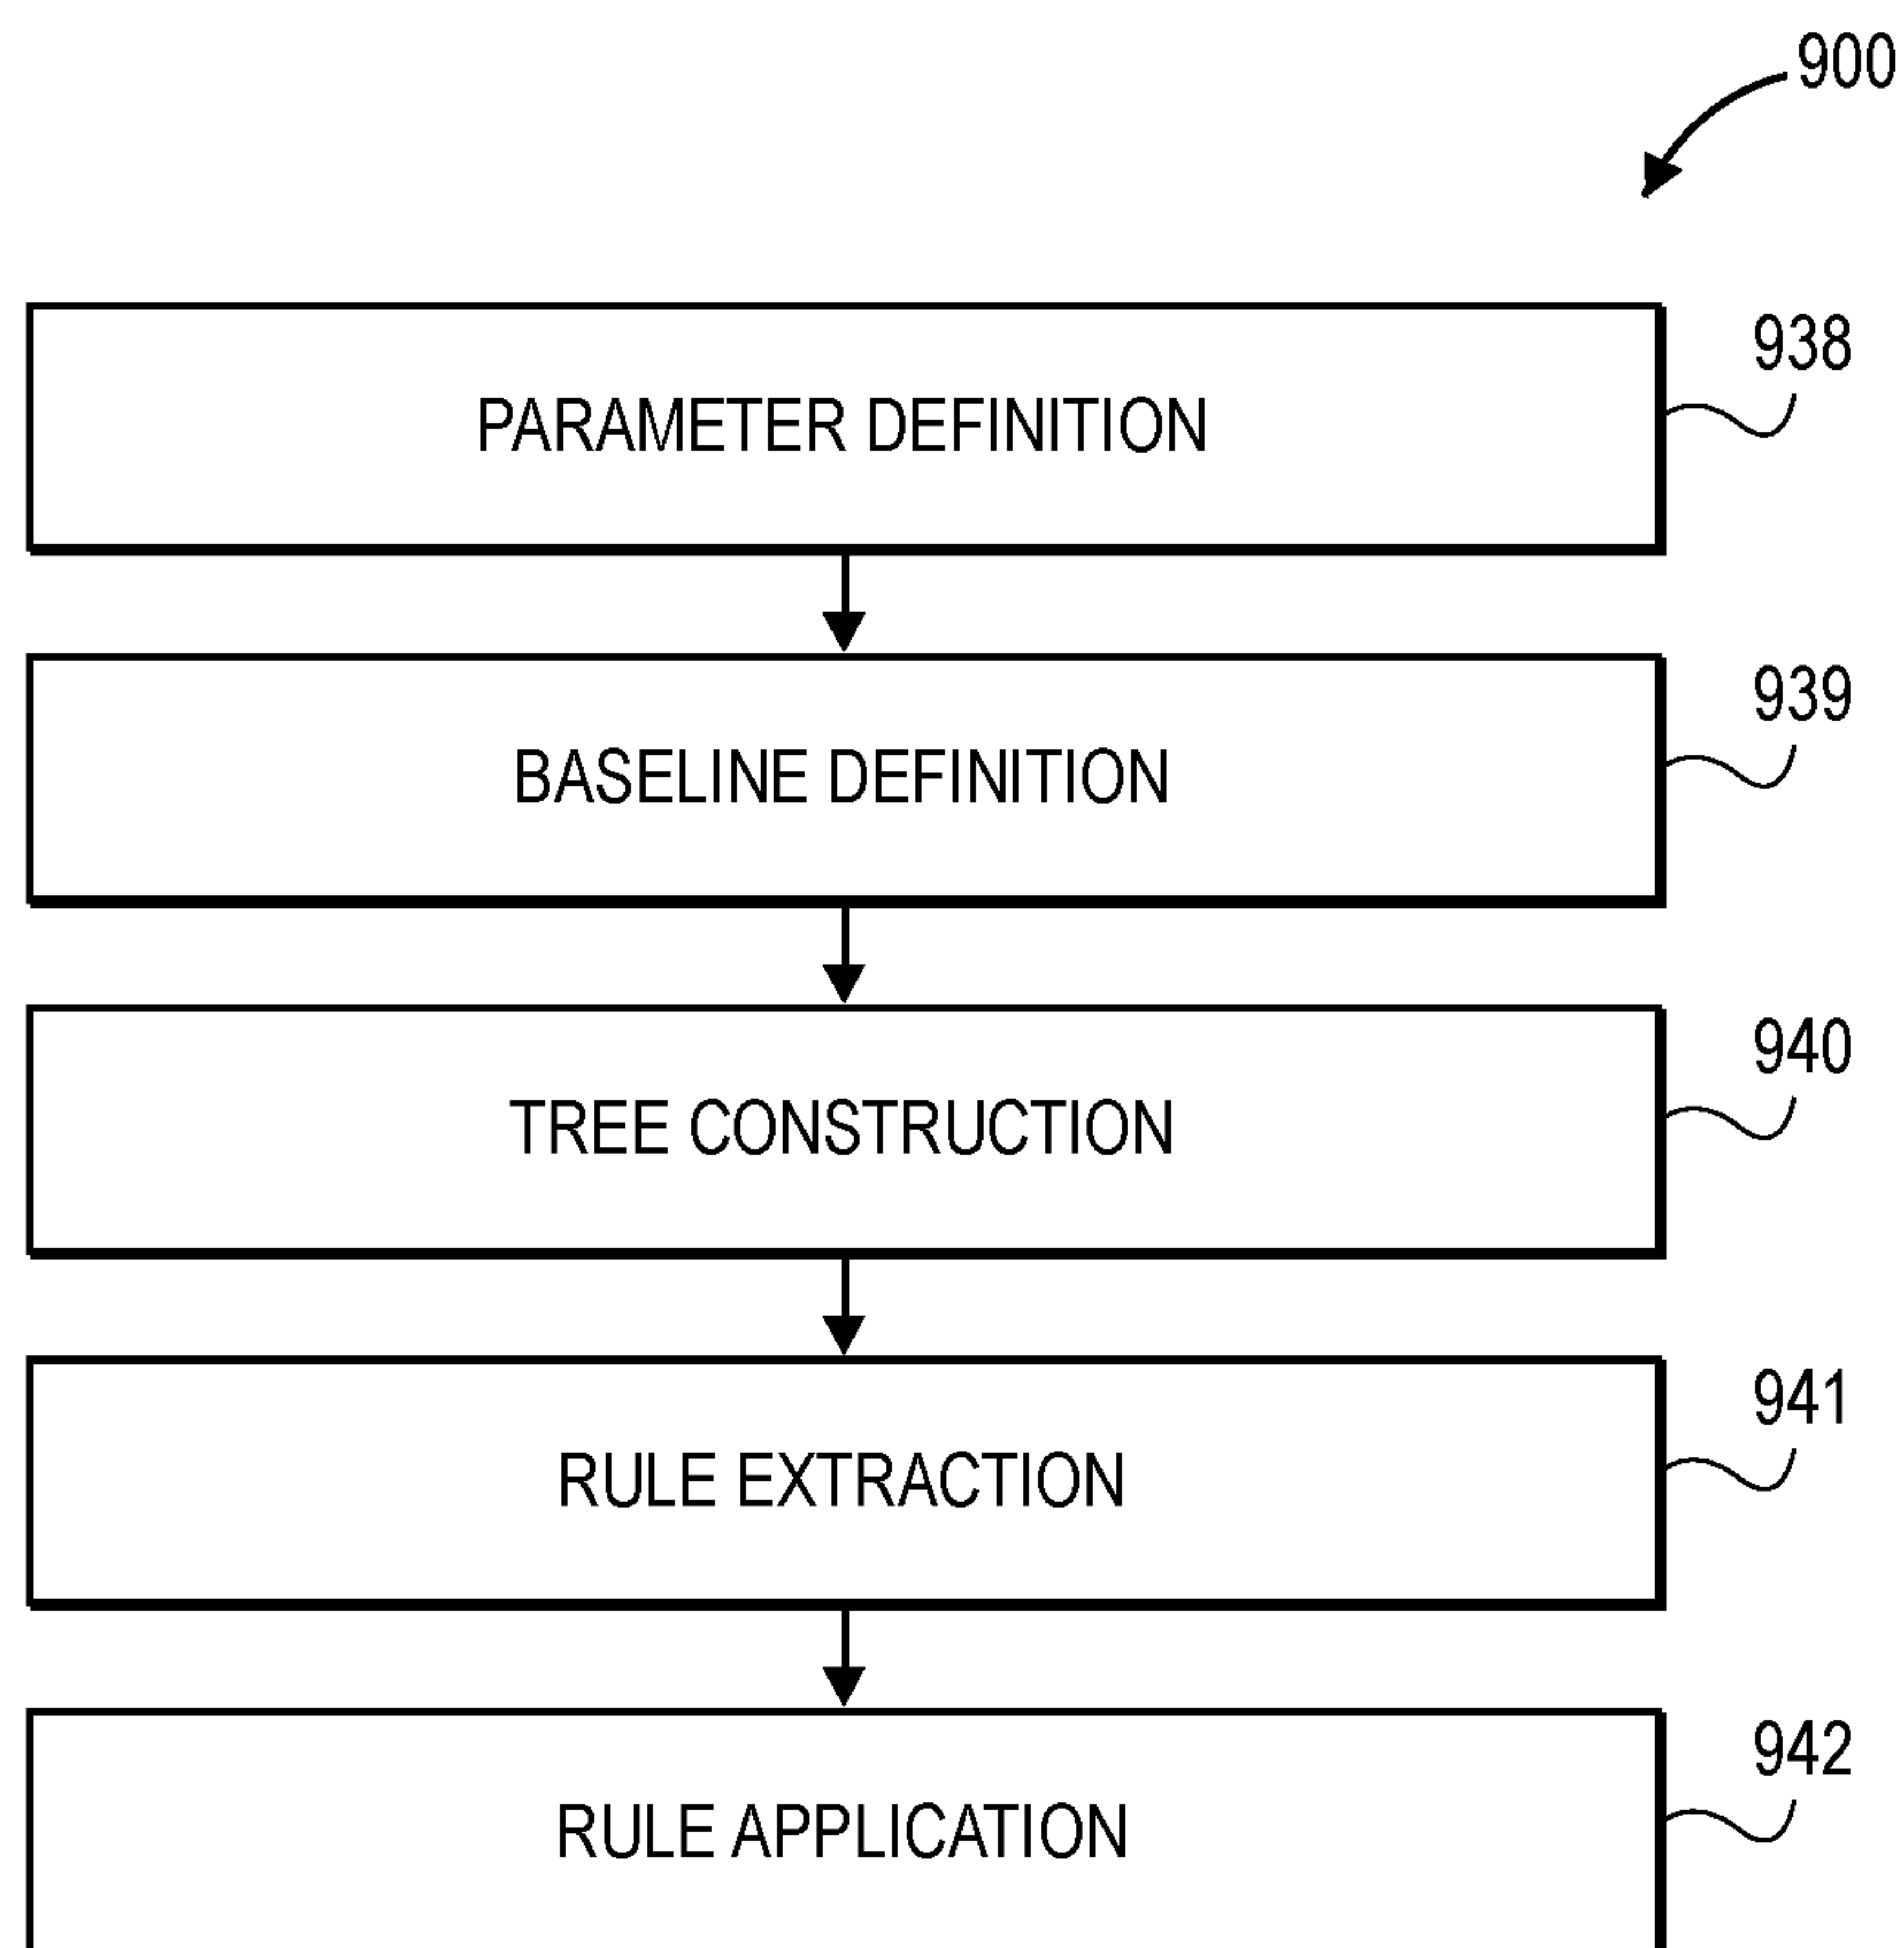 900
938
PARAMETER DEFINITION
939
BASELINE DEFINITION
940
TREE CONSTRUCTION
941
RULE EXTRACTION
942
RULE APPLICATION